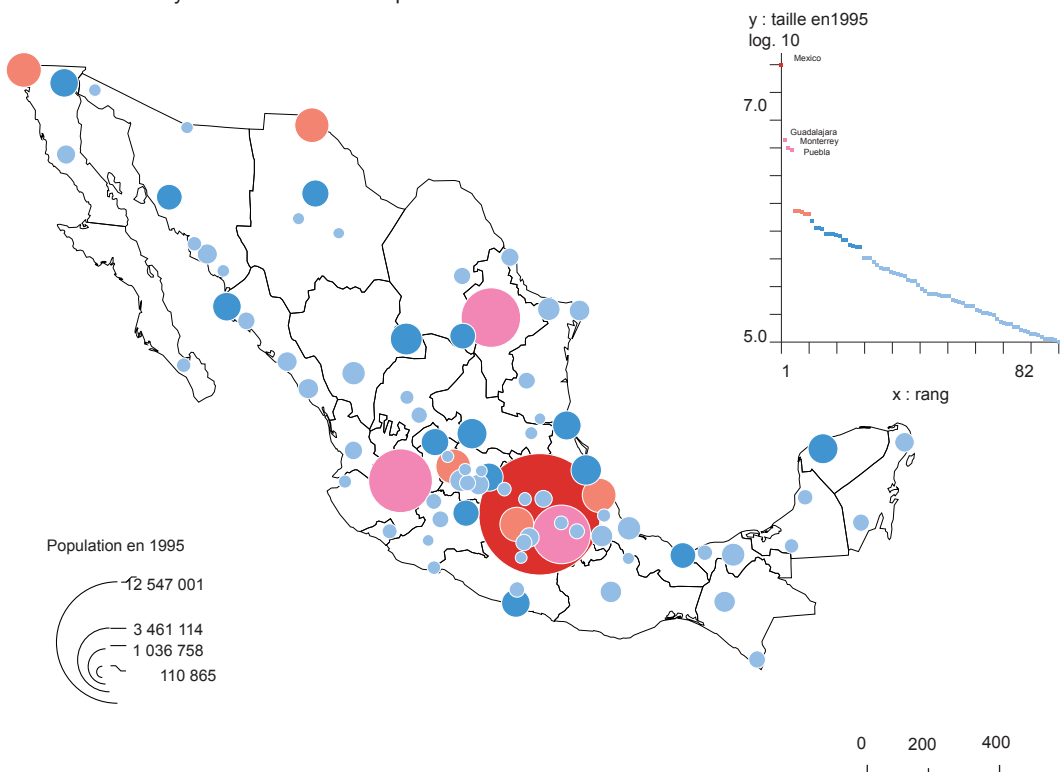 y : taille en1995
log. 10
Mexico
7.0
Guadalajara
Monterrey
Puebla
5.0
1
82
x : rang
Population en 1995
12 547 001
3 461 114
1 036 758
110 865
0
200
400